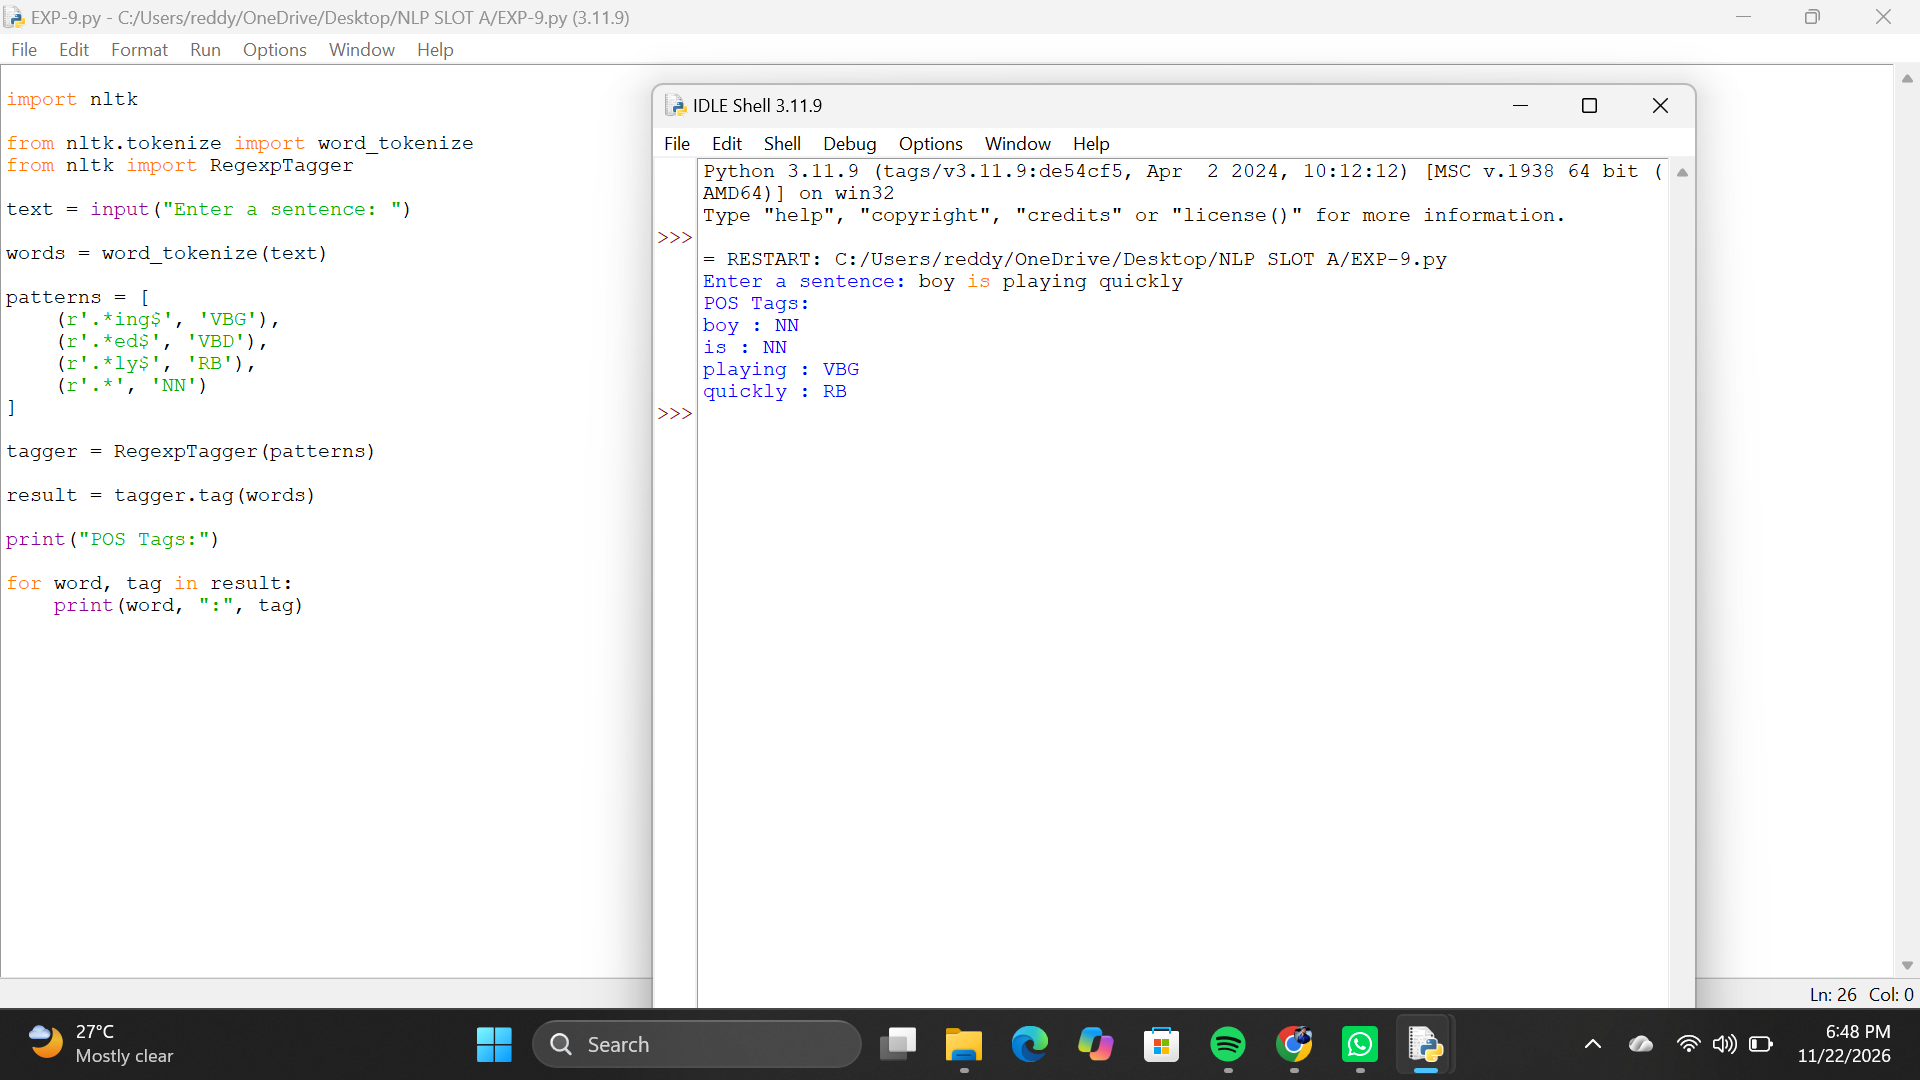 EXP-9.py - C:/Users/reddy/OneDrive/Desktop/NLP SLOT A/EXP-9.py (3.11.9)
File Edit Format Run Options Window Help
import nltk
from nltk.tokenize import word_tokenize
from nltk import RegexpTagger
text = input("Enter a sentence: ")
words = word_tokenize(text)
patterns = [
    (r'.*ing$', 'VBG'),
    (r'.*ed$', 'VBD'),
    (r'.*ly$', 'RB'),
    (r'.*', 'NN')
]
tagger = RegexpTagger(patterns)
result = tagger.tag(words)
print("POS Tags:")
for word, tag in result:
    print(word, ":", tag)
IDLE Shell 3.11.9
File Edit Shell Debug Options Window Help
Python 3.11.9 (tags/v3.11.9:de54cf5, Apr  2 2024, 10:12:12) [MSC v.1938 64 bit (
AMD64)] on win32
Type "help", "copyright", "credits" or "license()" for more information.
>>>
= RESTART: C:/Users/reddy/OneDrive/Desktop/NLP SLOT A/EXP-9.py
Enter a sentence: boy is playing quickly
POS Tags:
boy : NN
is : NN
playing : VBG
quickly : RB
>>>
Ln: 26 Col: 0
27°C
Mostly clear
Search
6:48 PM
11/22/2026